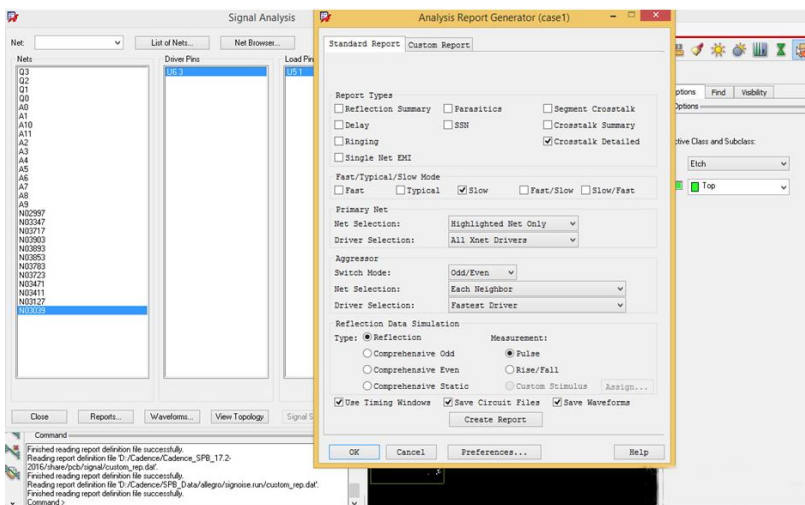 Signal Analysis
Net:
List of Nets...
Net Browser...
Nets
Driver Pins
Load Pin
Q3
Q2
Q1
Q0
A0
A1
A10
A11
A2
A3
A4
A5
A6
A7
A8
A9
N02997
N03347
N03717
N03903
N03893
N03853
N03783
N03723
N03471
N03411
N03127
N03039
U6 3
U5 1
Close
Reports...
Waveforms...
View Topology
Signal S
Analysis Report Generator (case1)
Standard Report
Custom Report
Report Types
Reflection Summary
Parasitics
Segment Crosstalk
Delay
SSN
Crosstalk Summary
Ringing
Crosstalk Detailed
Single Net EMI
Fast/Typical/Slow Mode
Fast
Typical
Slow
Fast/Slow
Slow/Fast
Primary Net
Net Selection:
Highlighted Net Only
Driver Selection:
All Xnet Drivers
Aggressor
Switch Mode:
Odd/Even
Net Selection:
Each Neighbor
Driver Selection:
Fastest Driver
Reflection Data Simulation
Type:
Reflection
Measurement:
Comprehensive Odd
Pulse
Comprehensive Even
Rise/Fall
Comprehensive Static
Custom Stimulus
Assign...
Use Timing Windows
Save Circuit Files
Save Waveforms
Create Report
OK
Cancel
Preferences...
Help
ptions
Find
Visibility
Options
ctive Class and Subclass:
Etch
Top
Command
Finished reading report definition file successfully.
Reading report definition file 'D:/Cadence/Cadence_SPB_17.2-
2016/share/pcb/signal/custom_rep.dat'.
Finished reading report definition file successfully.
Reading report definition file 'D:/Cadence/SPB_Data/allegro/signoise.run/custom_rep.dat'.
Finished reading report definition file successfully.
Command >